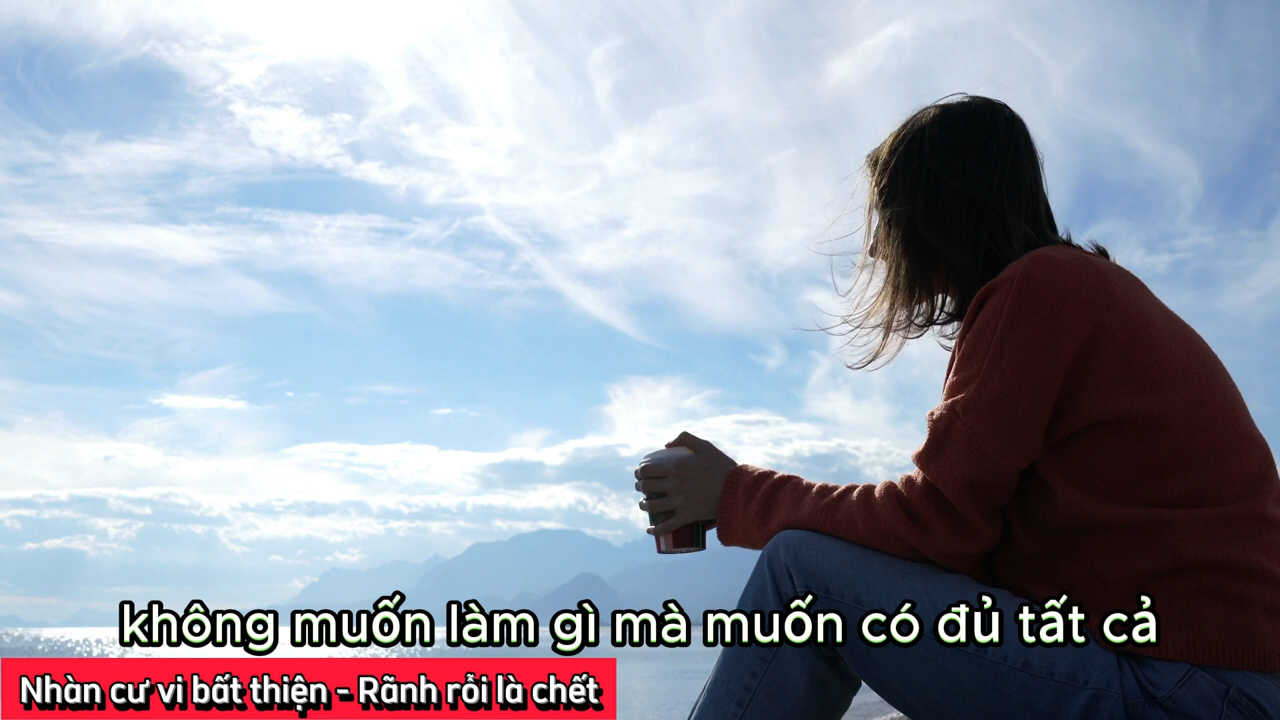 không muốn làm gì mà muốn có đủ tất cả
Nhàn cư vi bất thiện - Rãnh rỗi là chết